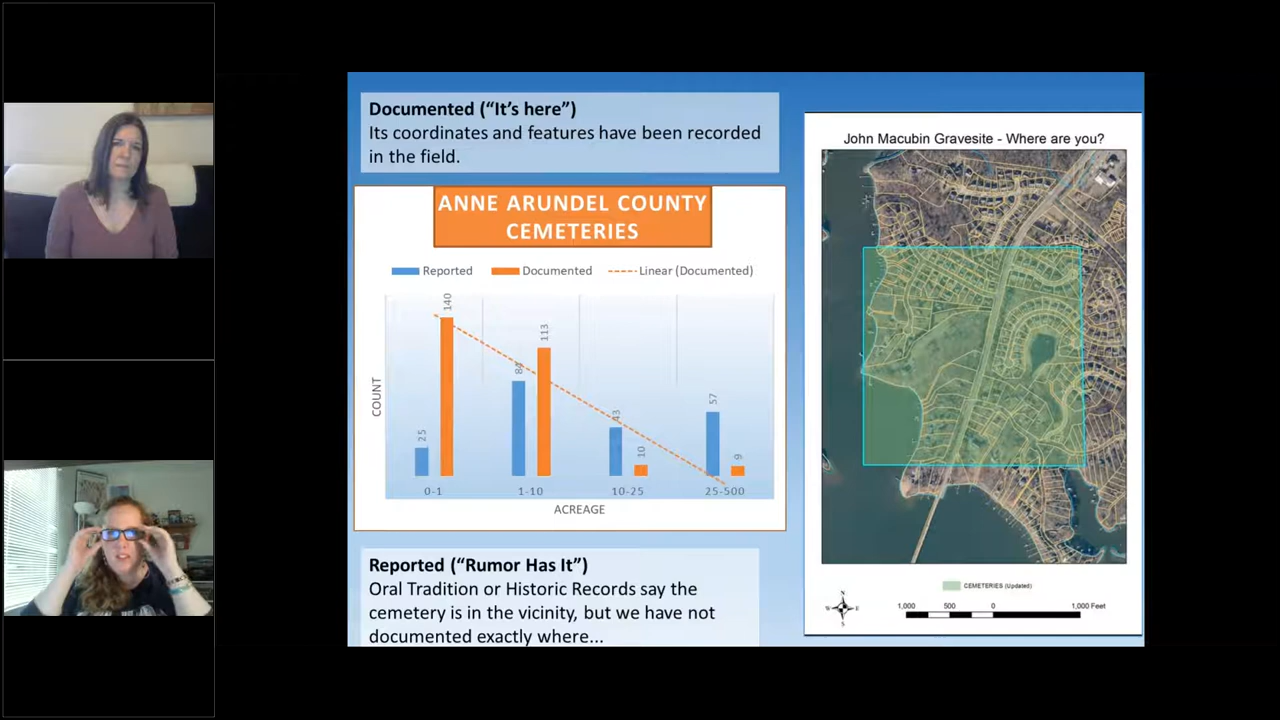 Documented (“It’s here”)
Its coordinates and features have been recorded
in the field.
ANNE ARUNDEL COUNTY
CEMETERIES
Reported
Documented
Linear (Documented)
COUNT
25
140
84
113
43
10
57
9
0-1
1-10
10-25
25-500
ACREAGE
Reported (“Rumor Has It”)
Oral Tradition or Historic Records say the
cemetery is in the vicinity, but we have not
documented exactly where...
John Macubin Gravesite - Where are you?
CEMETERIES (Updated)
N
W
E
S
1,000 500 0 1,000 Feet